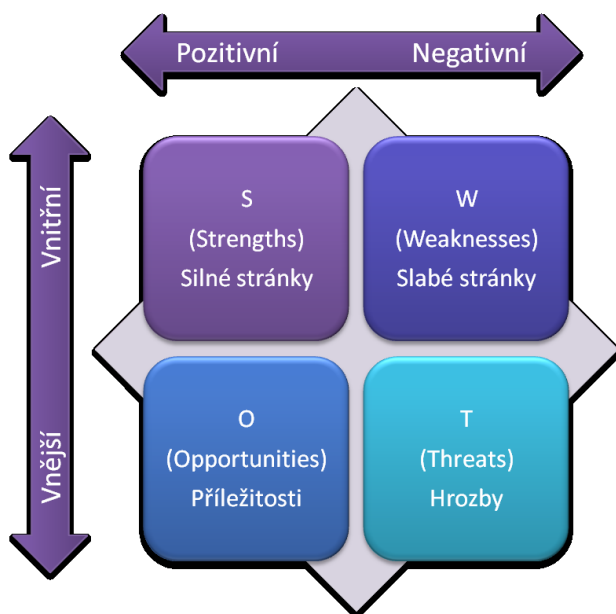 Pozitivní Negativní
Vnitřní
S
(Strengths)
Silné stránky
W
(Weaknesses)
Slabé stránky
Vnější
O
(Opportunities)
Příležitosti
T
(Threats)
Hrozby